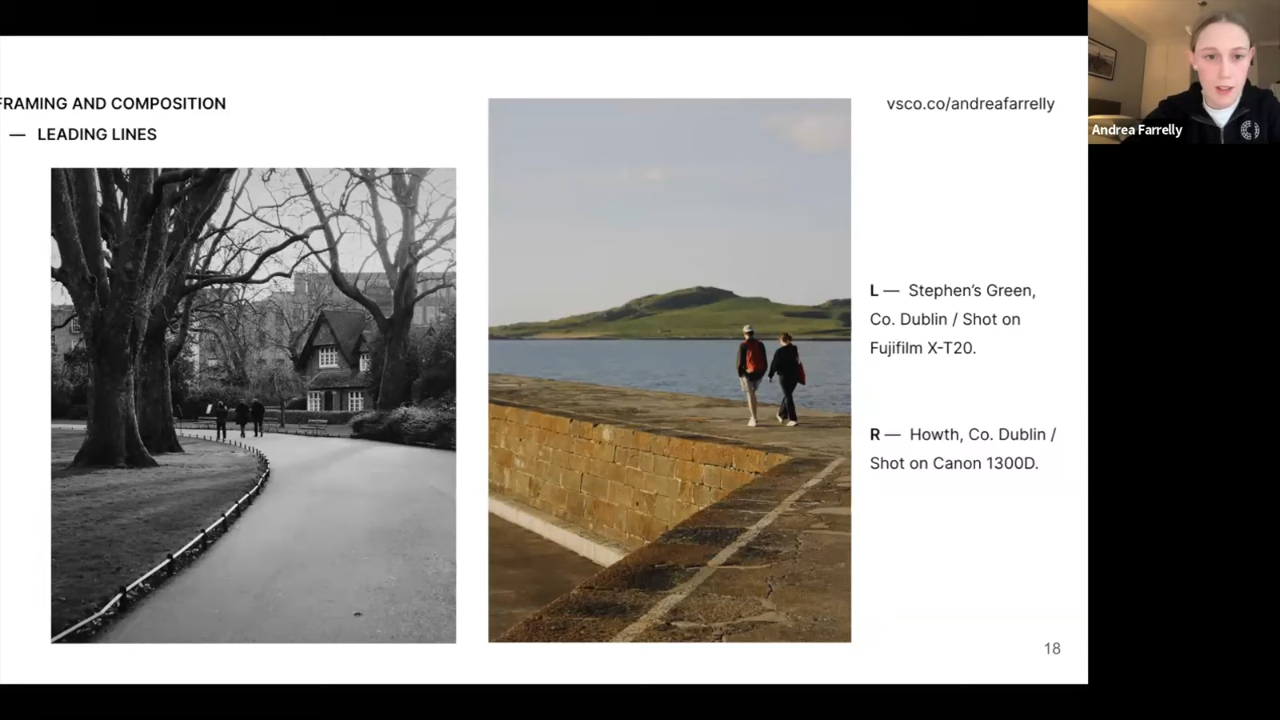 FRAMING AND COMPOSITION
— LEADING LINES
vsco.co/andreafarrelly
L — Stephen’s Green,
Co. Dublin / Shot on
Fujifilm X-T20.
R — Howth, Co. Dublin /
Shot on Canon 1300D.
18
Andrea Farrelly